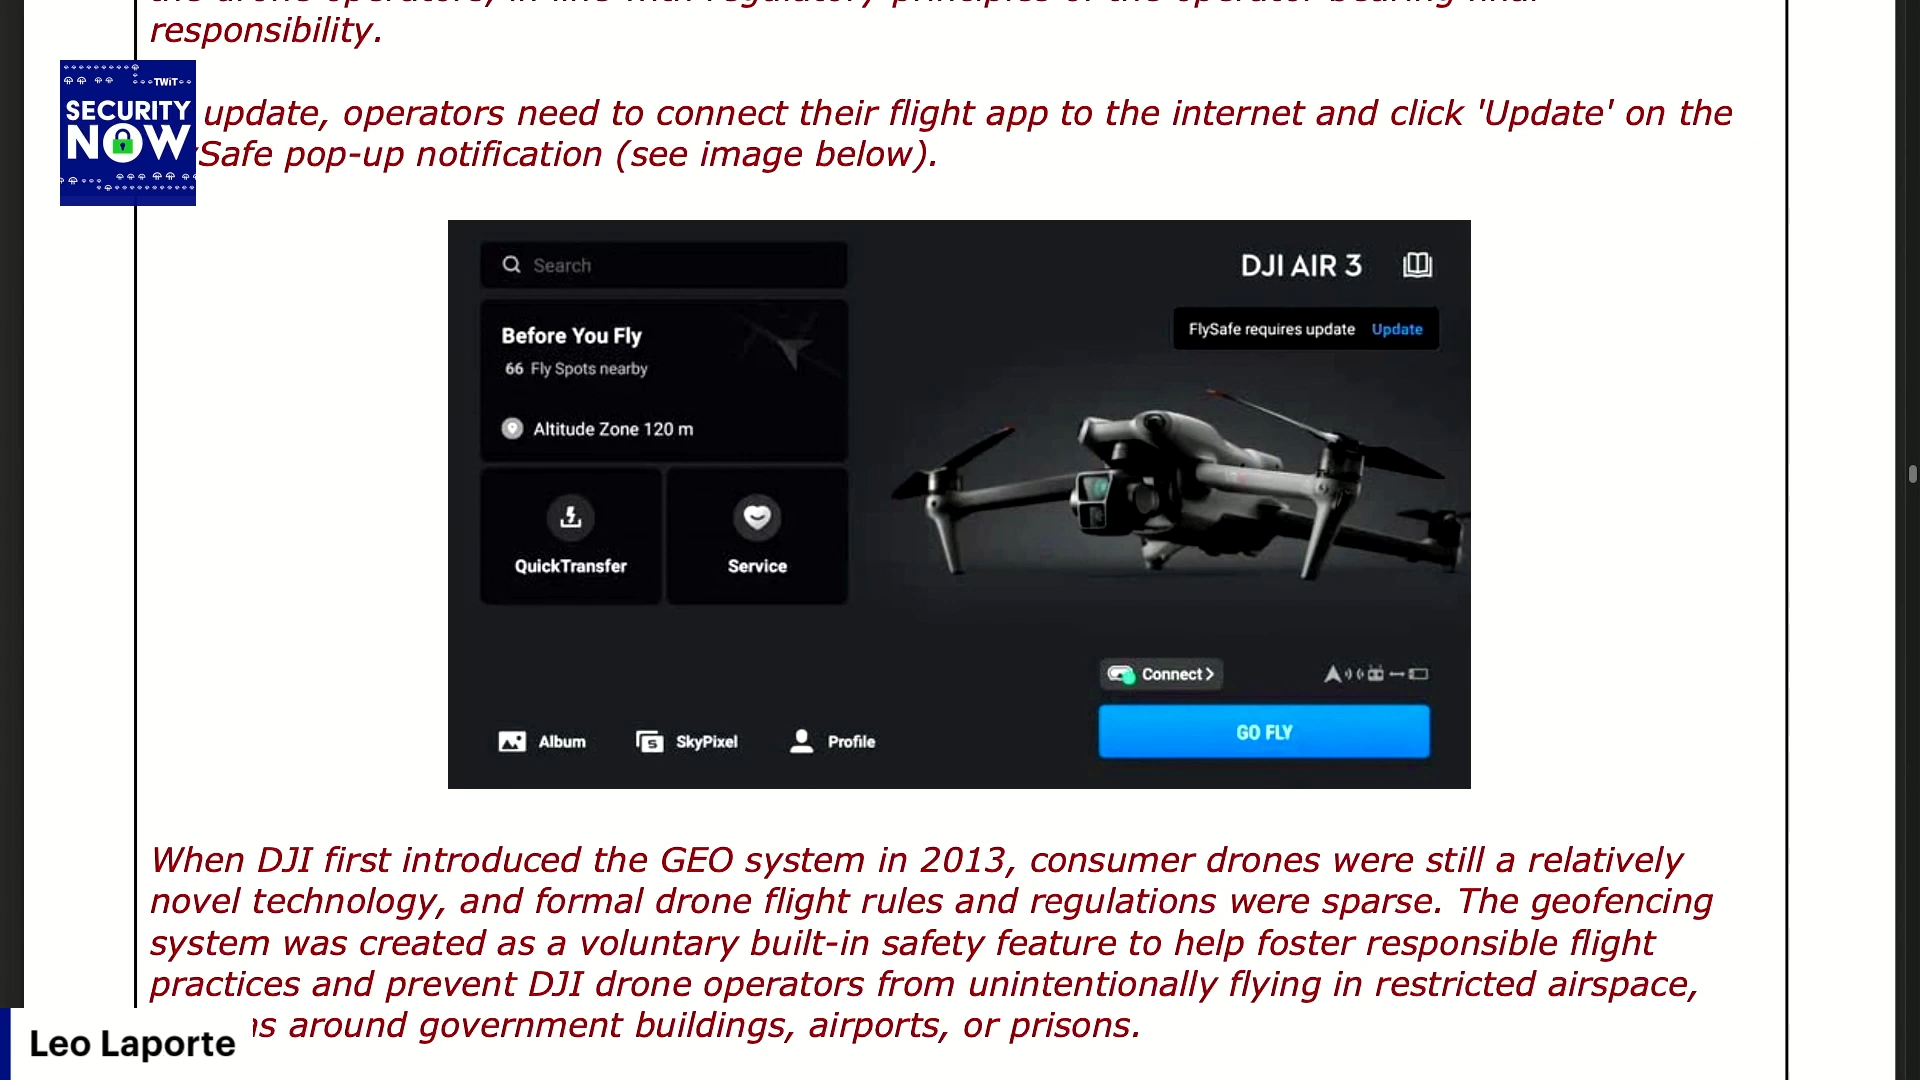 responsibility.
TWiT
SECURITY
NOW
update, operators need to connect their flight app to the internet and click 'Update' on the
Safe pop-up notification (see image below).
Search
DJI AIR 3
Before You Fly
FlySafe requires update Update
66 Fly Spots nearby
Altitude Zone 120 m
QuickTransfer
Service
Connect >
Album
SkyPixel
Profile
GO FLY
When DJI first introduced the GEO system in 2013, consumer drones were still a relatively
novel technology, and formal drone flight rules and regulations were sparse. The geofencing
system was created as a voluntary built-in safety feature to help foster responsible flight
practices and prevent DJI drone operators from unintentionally flying in restricted airspace,
around government buildings, airports, or prisons.
Leo Laporte